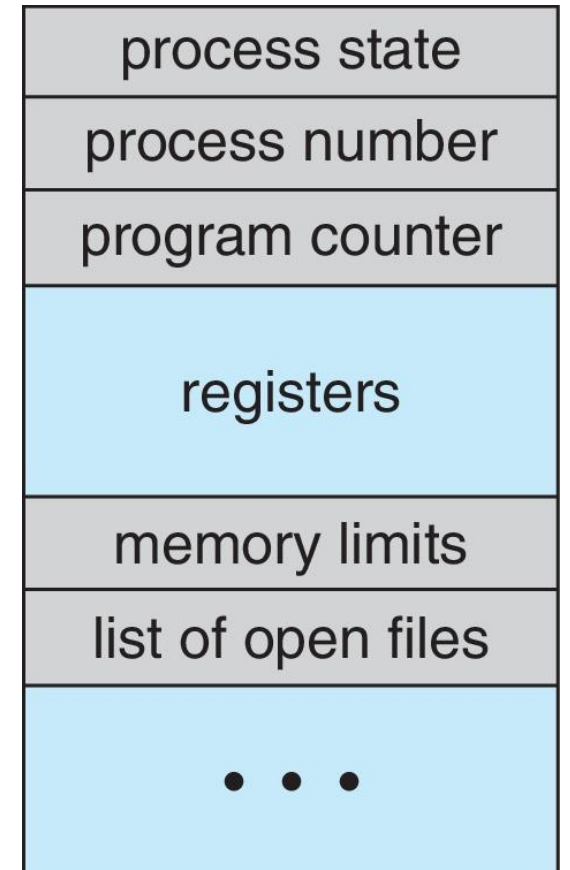 process state
process number
program counter
registers
memory limits
list of open files
• • •